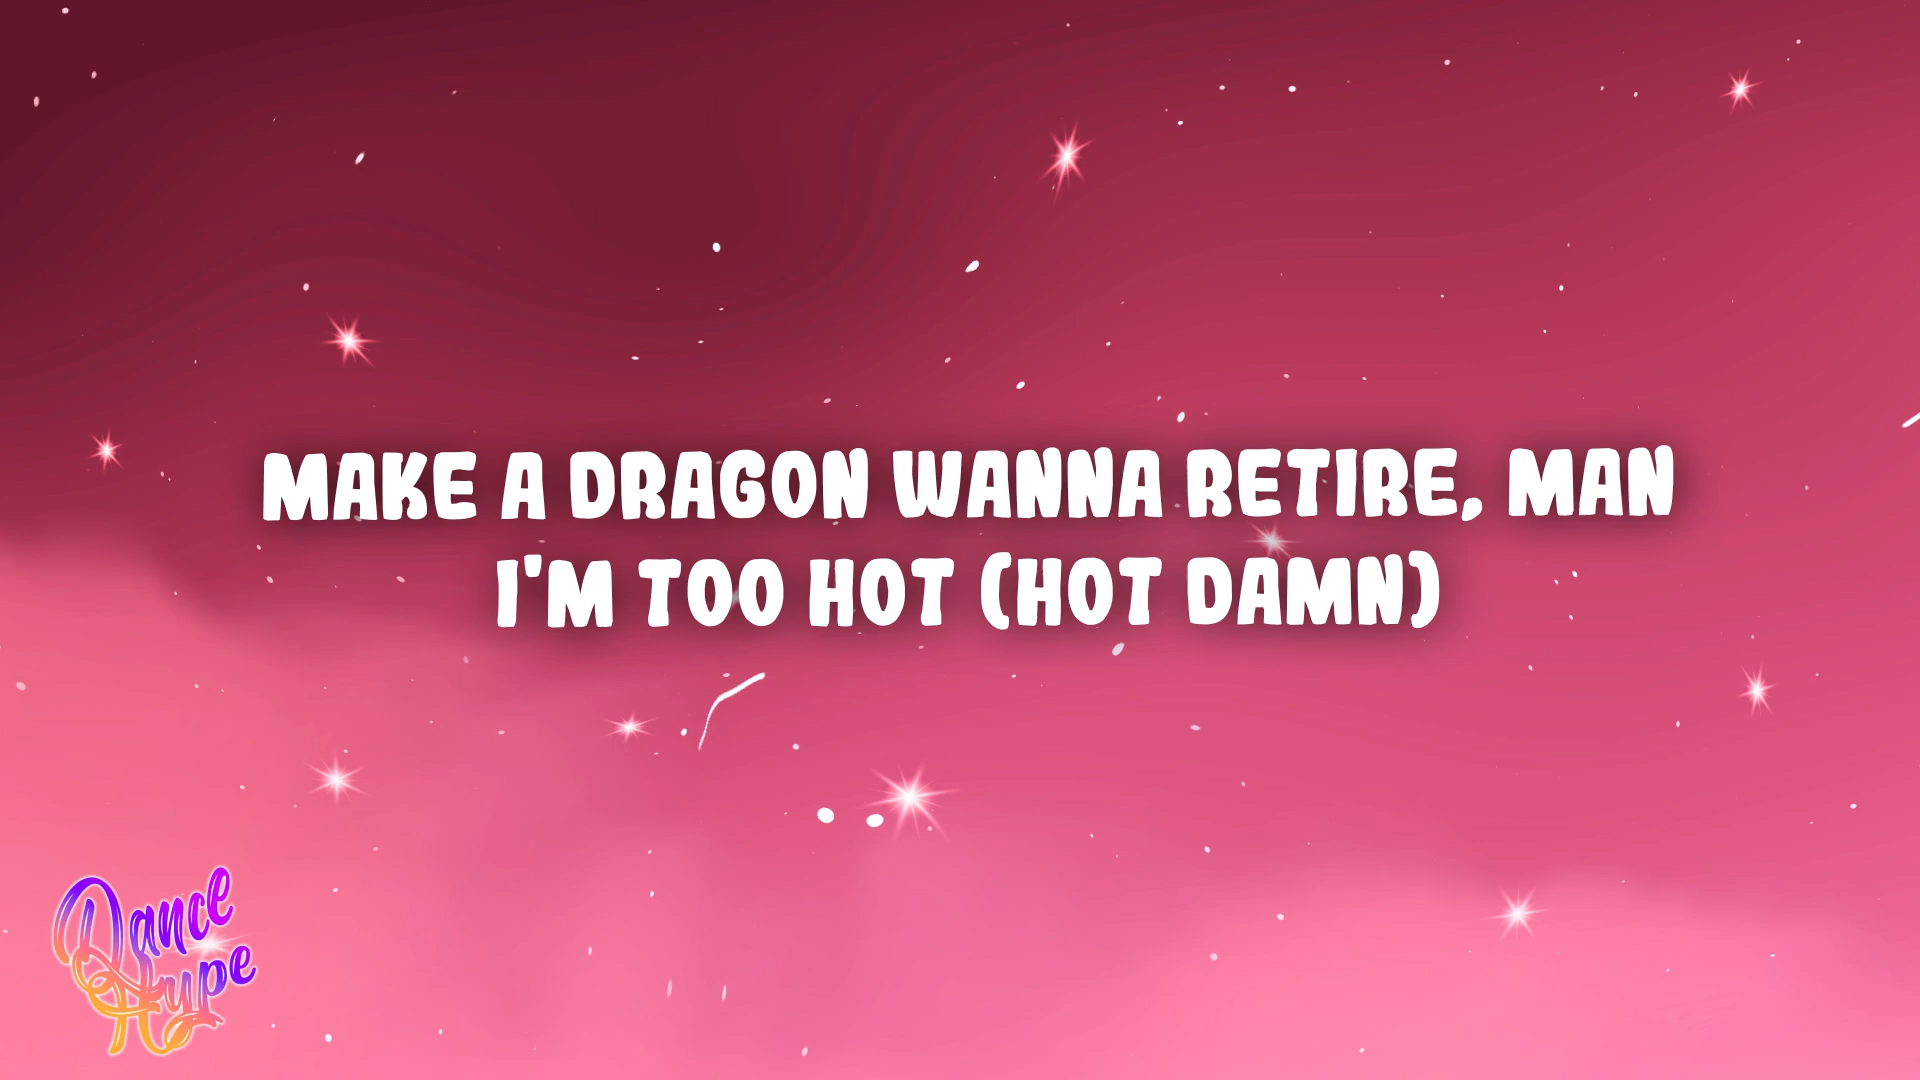 MAKE A DRAGON WANNA RETIRE, MAN
I'M TOO HOT (HOT DAMN)
Dance
Hype